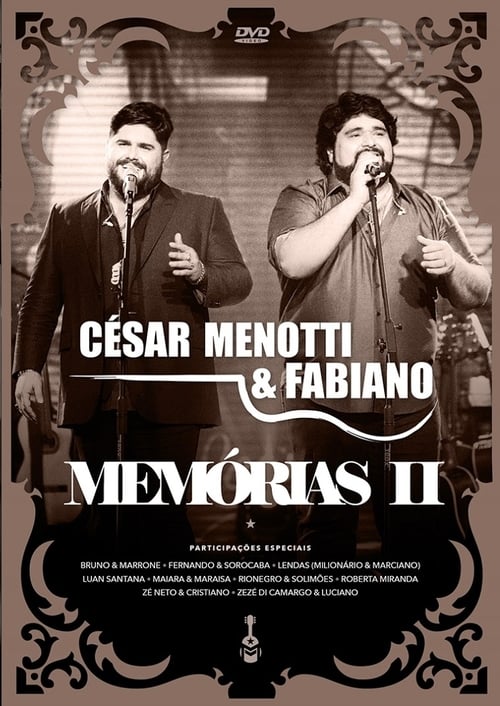 DVD
VIDEO
CÉSAR MENOTTI
& FABIANO
MEMÓRIAS II
PARTICIPAÇÕES ESPECIAIS
BRUNO & MARRONE • FERNANDO & SOROCABA • LENDAS (MILIONÁRIO & MARCIANO)
LUAN SANTANA • MAIARA & MARAISA • RIONEGRO & SOLIMÕES • ROBERTA MIRANDA
ZÉ NETO & CRISTIANO • ZEZÉ DI CAMARGO & LUCIANO